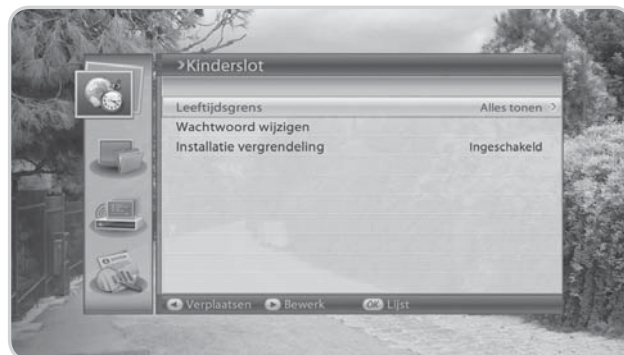 >Kinderslot
Leeftijdsgrens Alles tonen >
Wachtwoord wijzigen
Installatie vergrendeling Ingeschakeld
Verplaatsen Bewerk OK Lijst